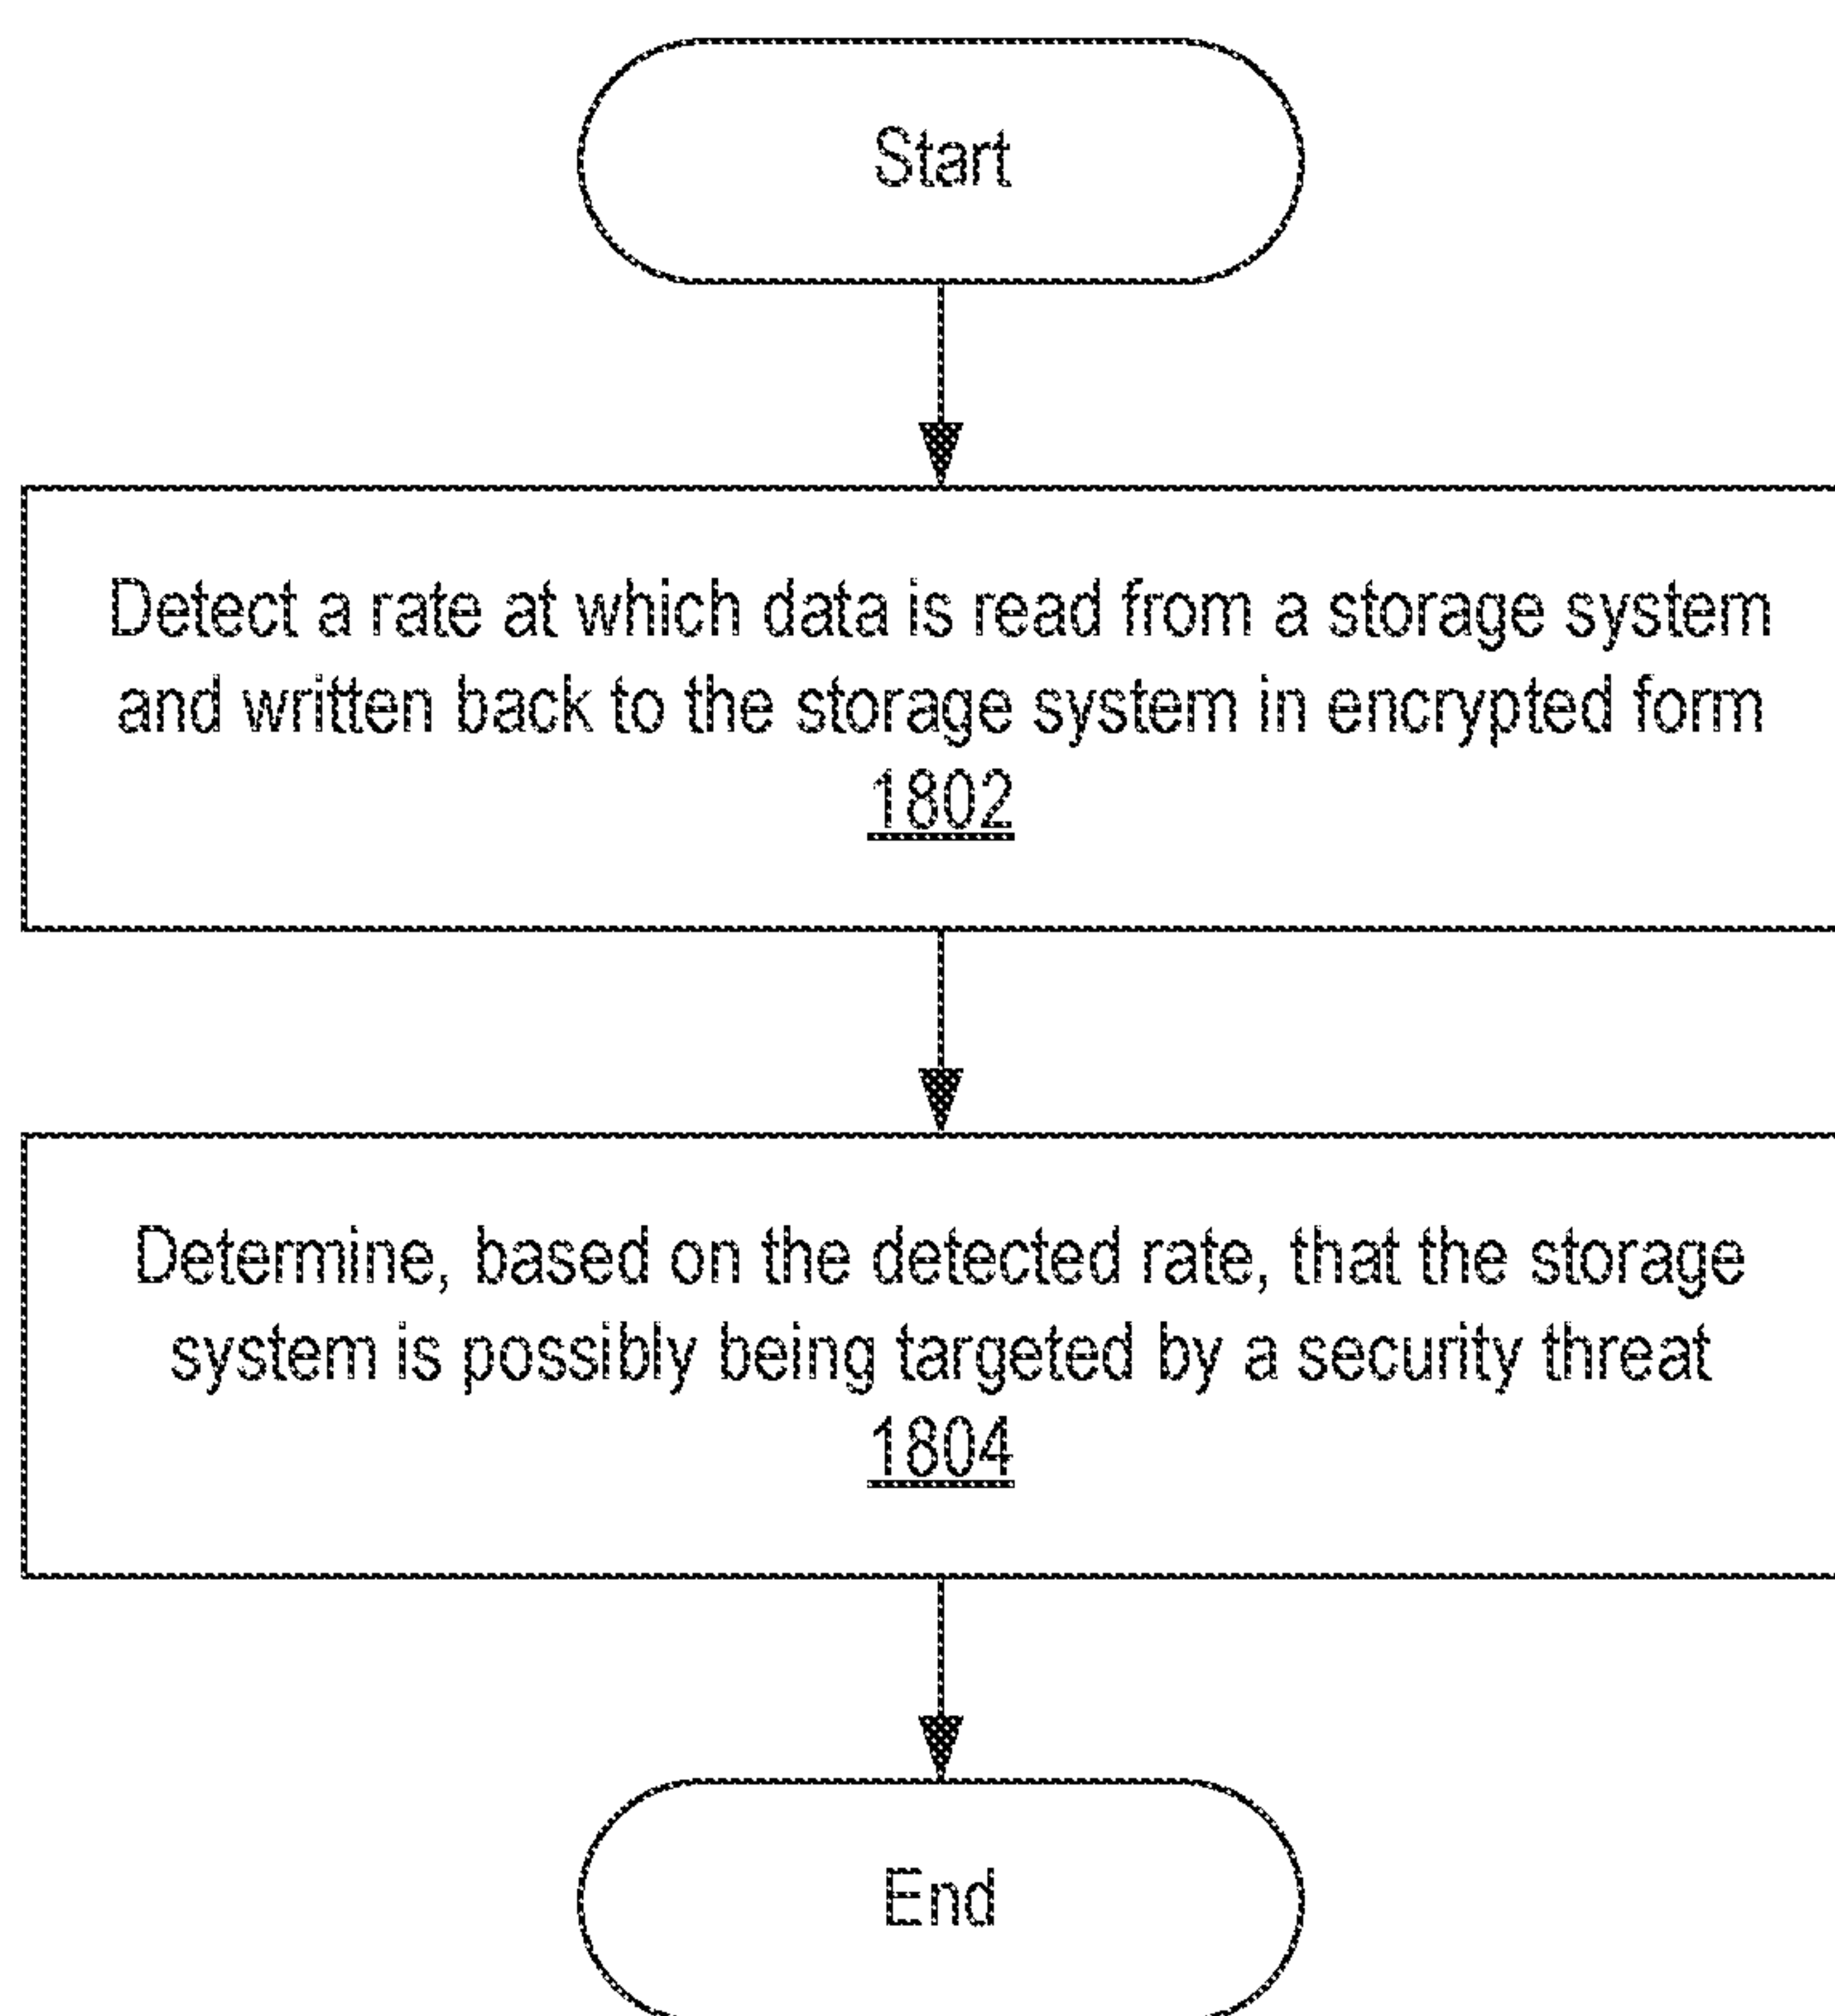 Start
Detect a rate at which data is read from a storage system
and written back to the storage system in encrypted form
1802
Determine, based on the detected rate, that the storage
system is possibly being targeted by a security threat
1804
End